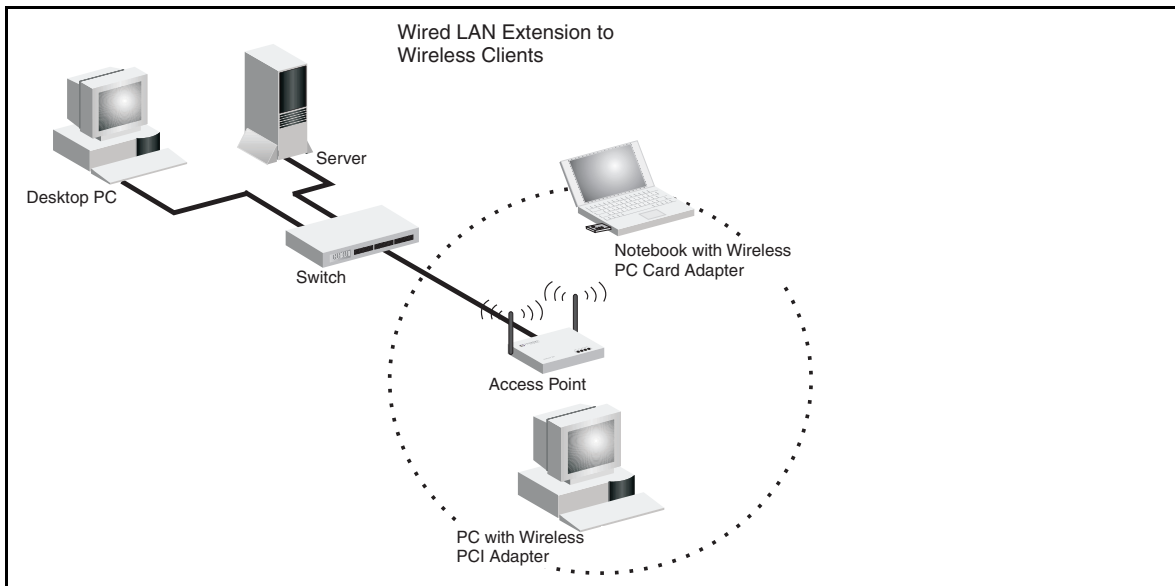 Wired LAN Extension to
Wireless Clients
Server
Desktop PC
Switch
Notebook with Wireless
PC Card Adapter
Access Point
PC with Wireless
PCI Adapter